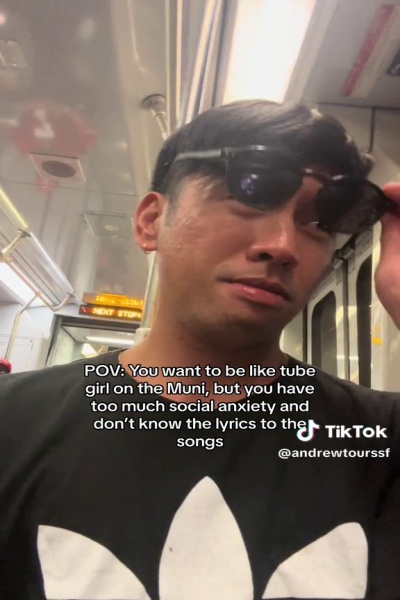 NEXT STOP:
POV: You want to be like tube
girl on the Muni, but you have
too much social anxiety and
don’t know the lyrics to the
songs
TikTok
@andrewtourssf